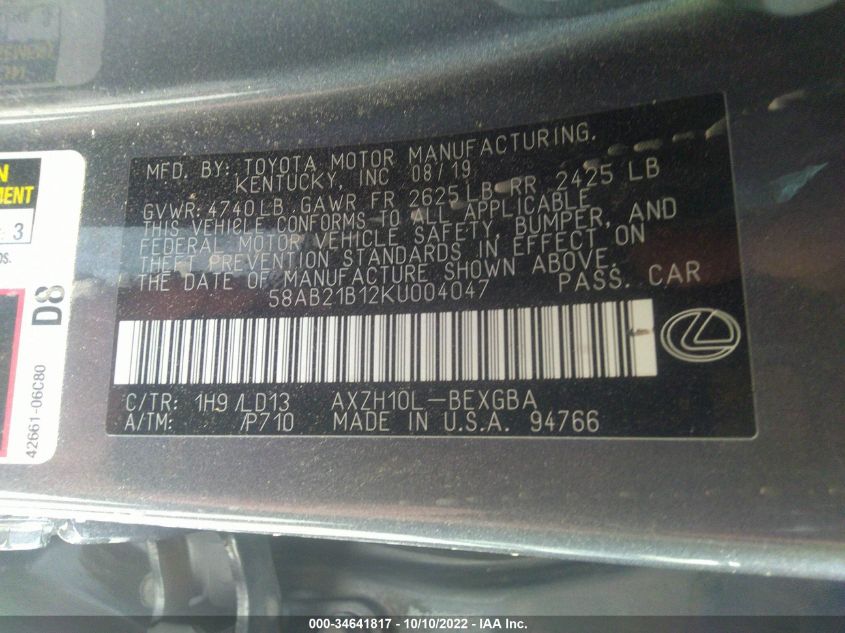 MFD. BY: TOYOTA MOTOR MANUFACTURING.
KENTUCKY, INC 08/19
GVWR: 4740LB GAWR FR 2625LB RR 2425 LB
THIS VEHICLE CONFORMS TO ALL APPLICABLE
FEDERAL MOTOR VEHICLE SAFETY, BUMPER, AND
THEFT PREVENTION STANDARDS IN EFFECT ON
THE DATE OF MANUFACTURE SHOWN ABOVE.
58AB21B12KU004047 PASS. CAR
C/TR: 1H9/LD13 AXZH10L-BEXGBA
A/TM: /P710 MADE IN U.S.A. 94766
3
D8
42661-06C80
000-34641817 - 10/10/2022 - IAA Inc.